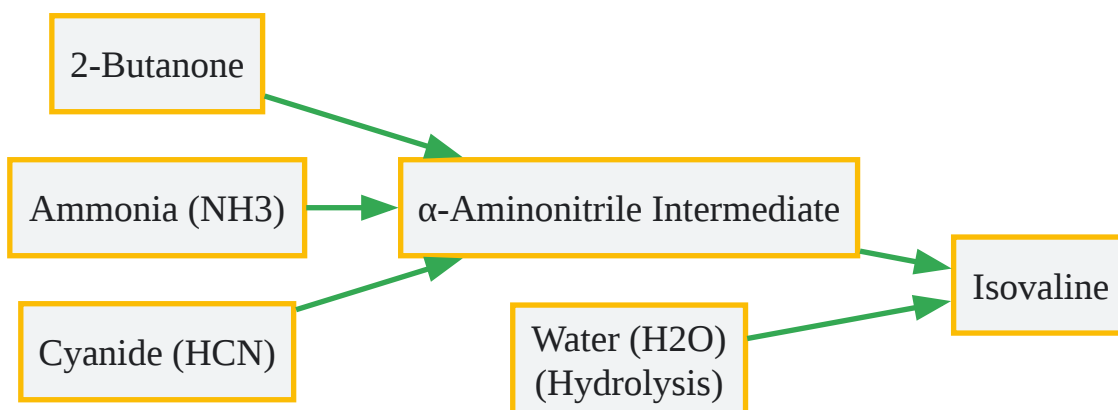 2-Butanone
Ammonia (NH3)
α-Aminonitrile Intermediate
Isovaline
Cyanide (HCN)
Water (H2O)
(Hydrolysis)